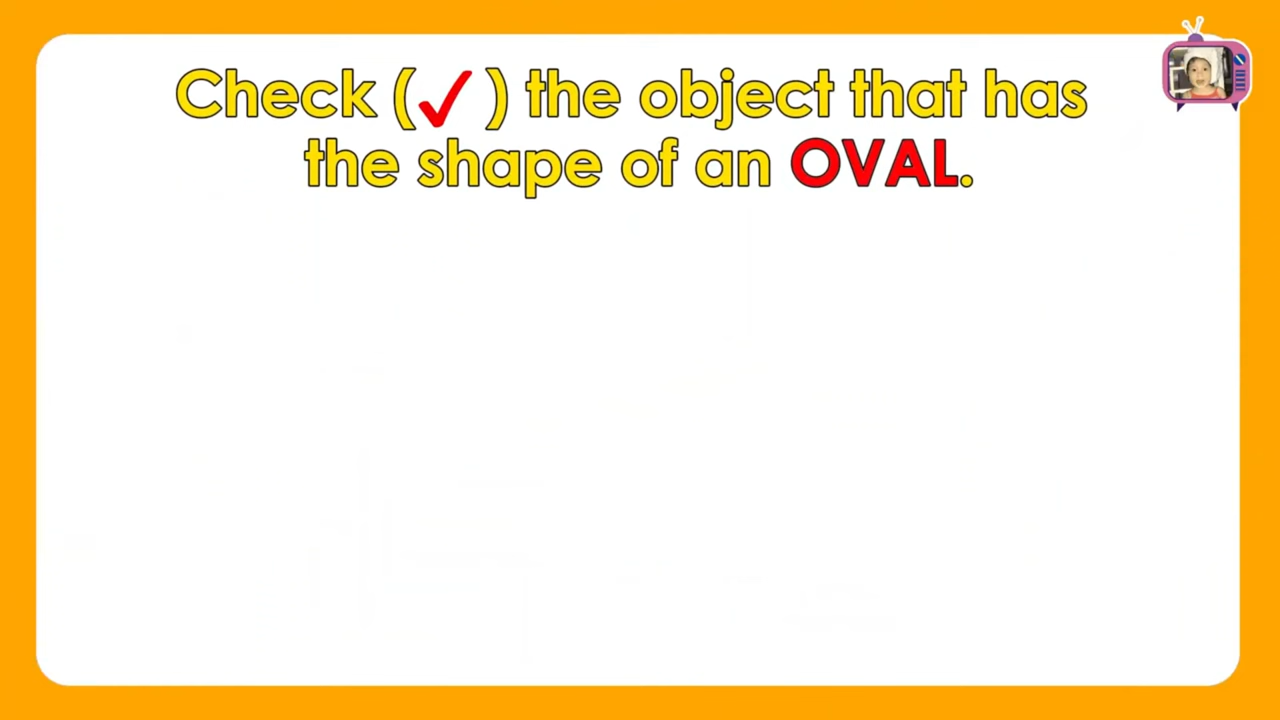 Check (✓) the object that has
the shape of an OVAL.